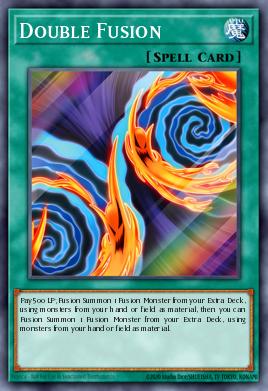 Double Fusion
魔
[Spell Card]
Pay 500 LP; Fusion Summon 1 Fusion Monster from your Extra Deck,
using monsters from your hand or field as material, then you can
Fusion Summon 1 Fusion Monster from your Extra Deck, using
monsters from your hand or field as material.